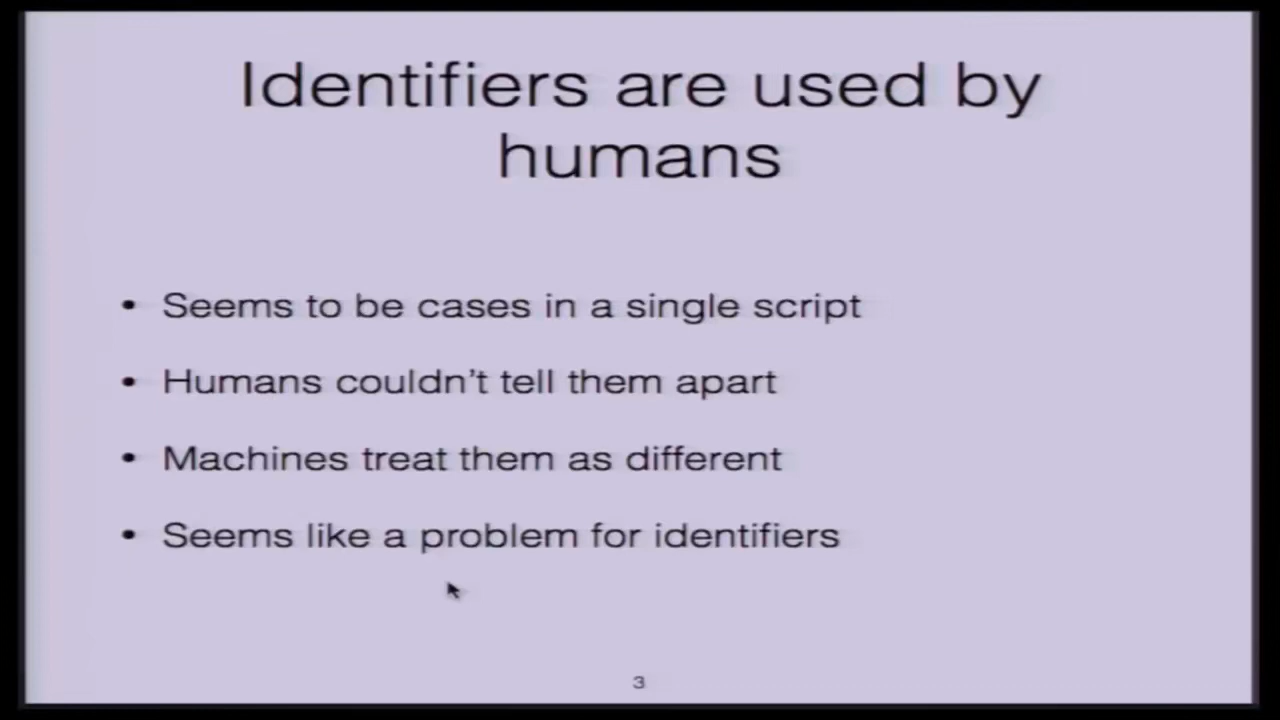 Identifiers are used by
humans
• Seems to be cases in a single script
• Humans couldn't tell them apart
• Machines treat them as different
• Seems like a problem for identifiers
3